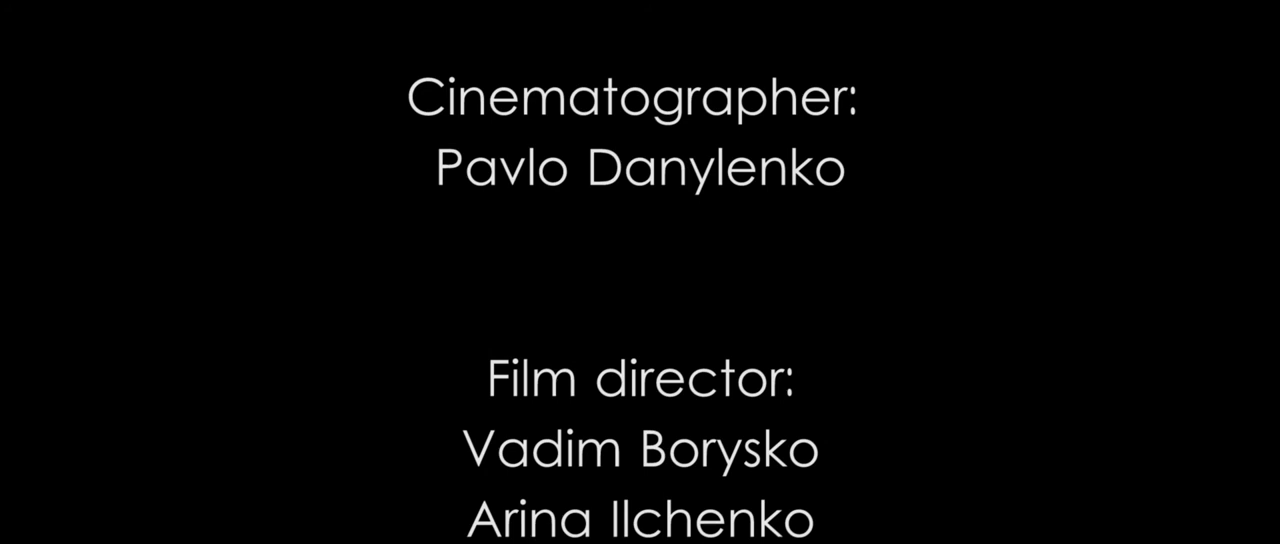 Cinematographer:
Pavlo Danylenko
Film director:
Vadim Borysko
Arina Ilchenko